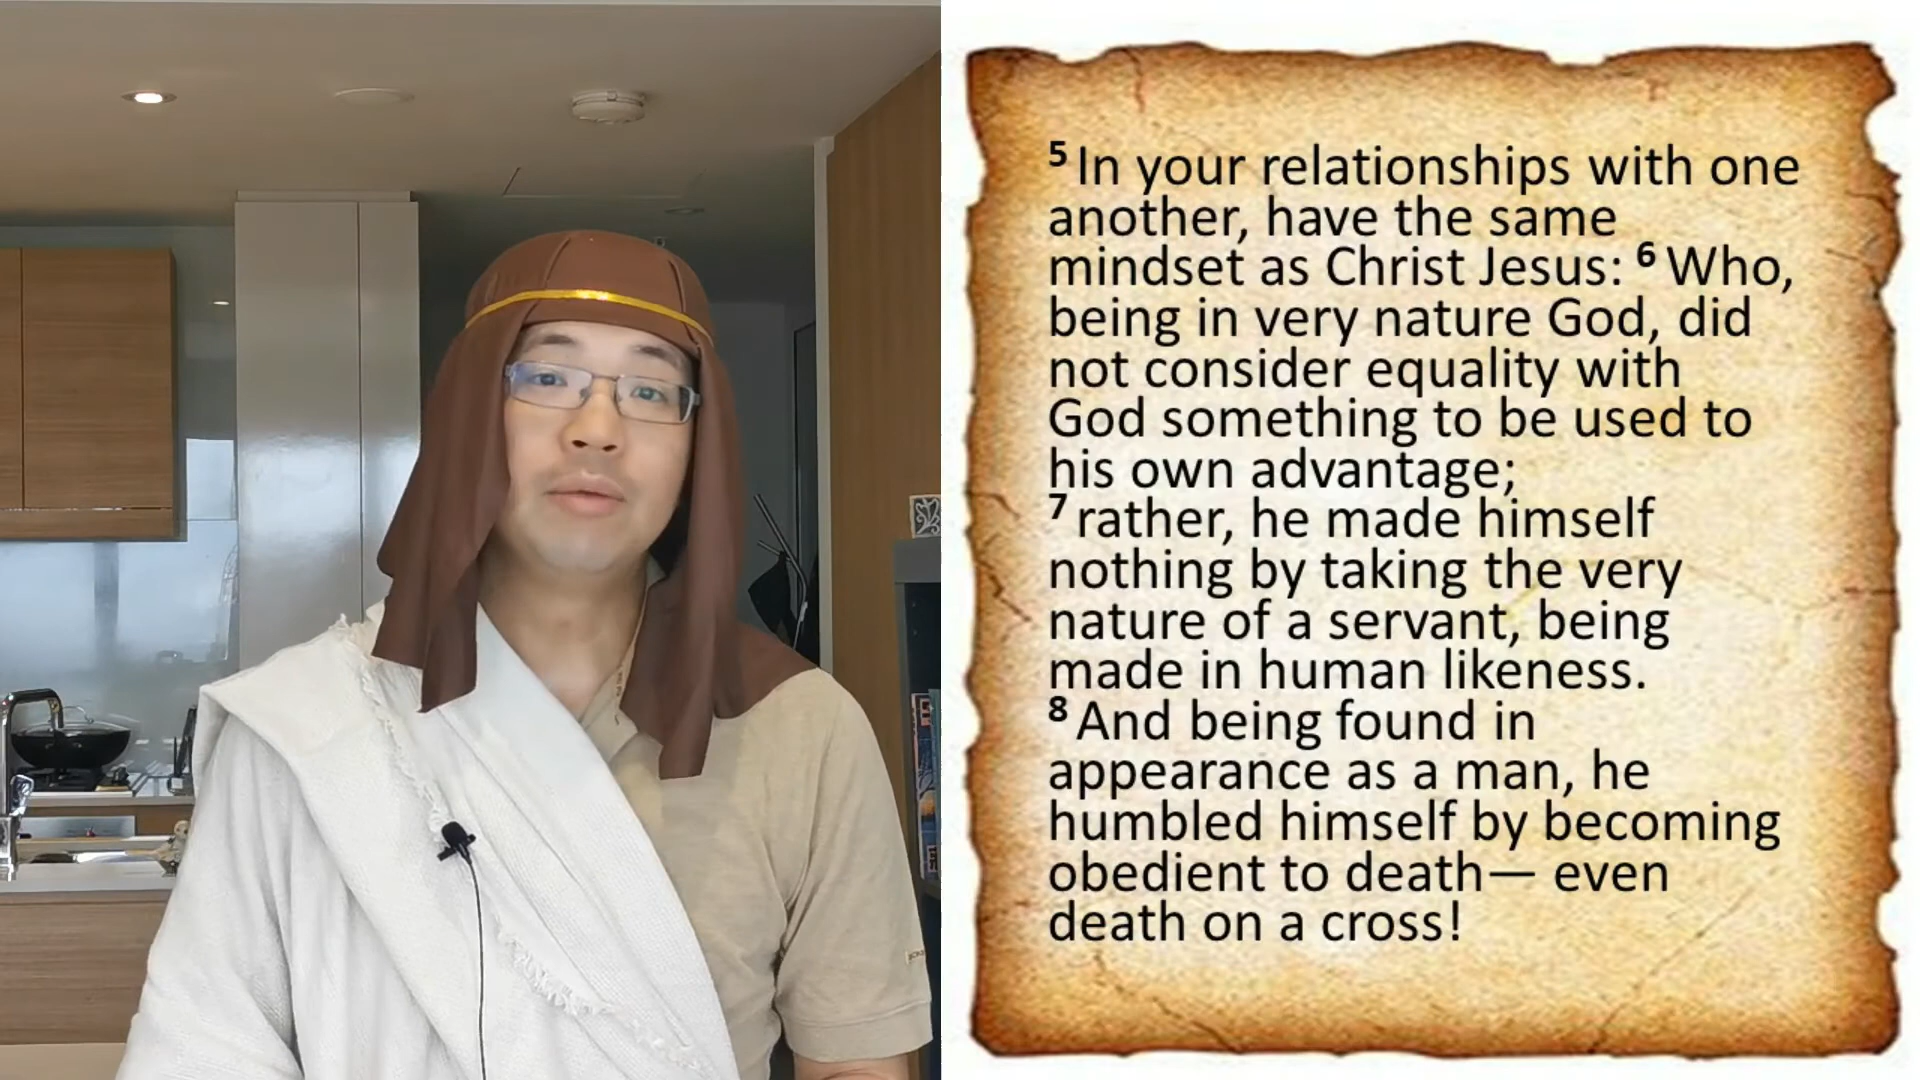 ⁵ In your relationships with one
another, have the same
mindset as Christ Jesus: ⁶ Who,
being in very nature God, did
not consider equality with
God something to be used to
his own advantage;
⁷ rather, he made himself
nothing by taking the very
nature of a servant, being
made in human likeness.
⁸ And being found in
appearance as a man, he
humbled himself by becoming
obedient to death— even
death on a cross!